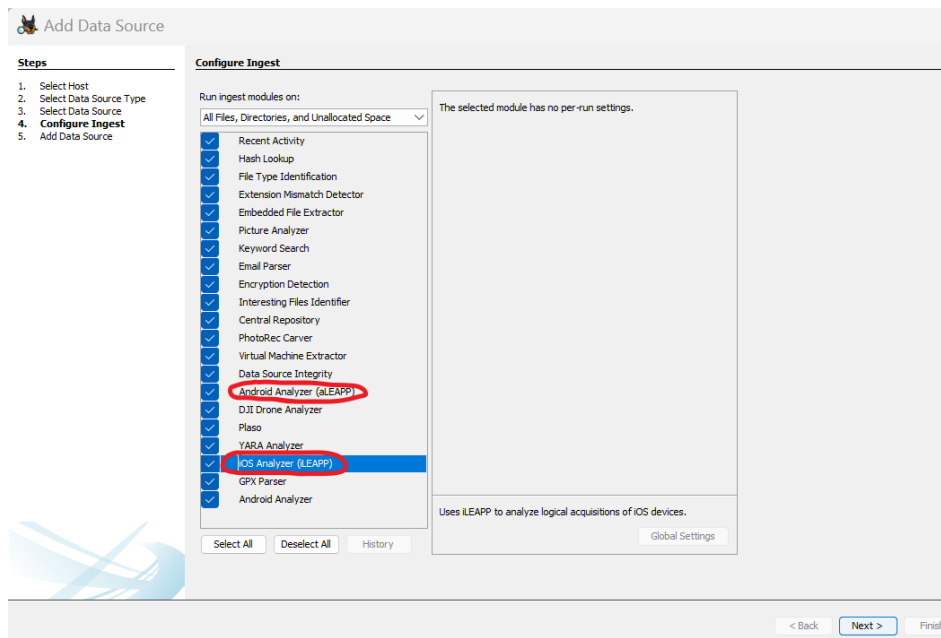 Add Data Source
Steps
1. Select Host
2. Select Data Source Type
3. Select Data Source
4. Configure Ingest
5. Add Data Source
Configure Ingest
Run ingest modules on:
All Files, Directories, and Unallocated Space
Recent Activity
Hash Lookup
File Type Identification
Extension Mismatch Detector
Embedded File Extractor
Picture Analyzer
Keyword Search
Email Parser
Encryption Detection
Interesting Files Identifier
Central Repository
PhotoRec Carver
Virtual Machine Extractor
Data Source Integrity
Android Analyzer (aLEAPP)
DJI Drone Analyzer
Plaso
YARA Analyzer
iOS Analyzer (iLEAPP)
GPX Parser
Android Analyzer
Select All Deselect All History
The selected module has no per-run settings.
Uses iLEAPP to analyze logical acquisitions of iOS devices.
Global Settings
< Back Next > Finish